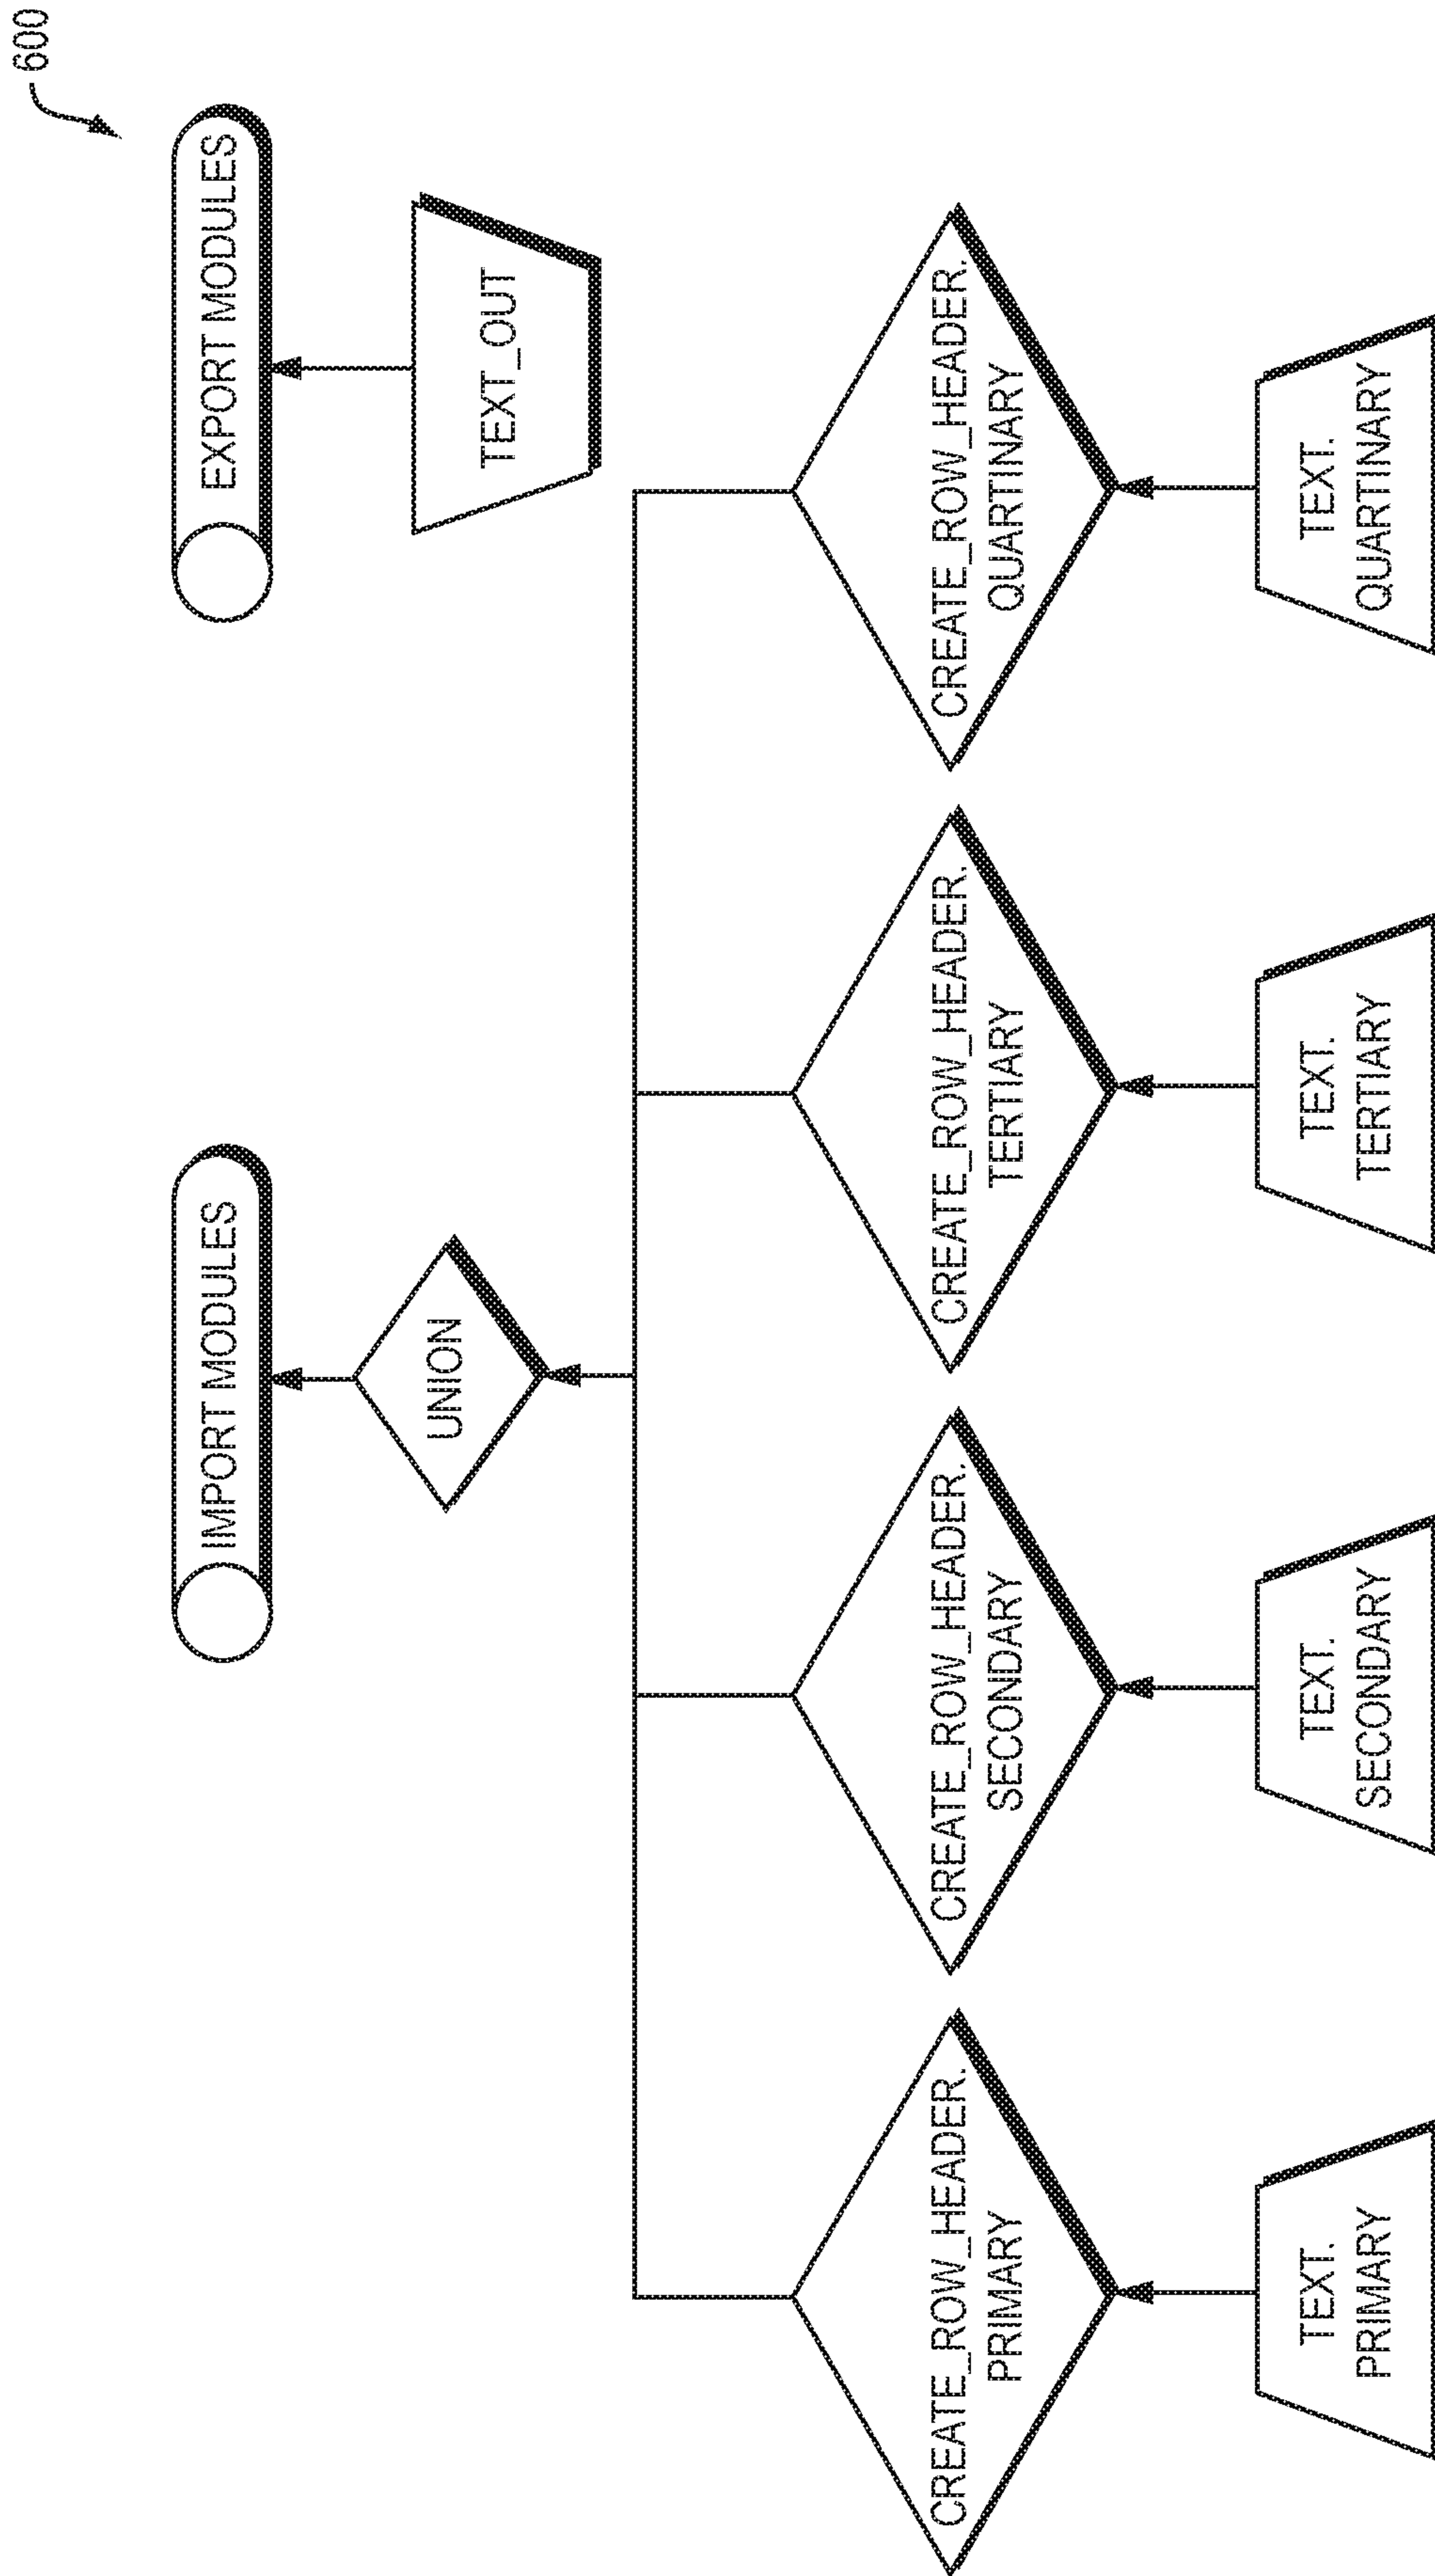 600
IMPORT MODULES
EXPORT MODULES
UNION
TEXT_OUT
CREATE_ROW_HEADER.
PRIMARY
CREATE_ROW_HEADER.
SECONDARY
CREATE_ROW_HEADER.
TERTIARY
CREATE_ROW_HEADER.
QUARTINARY
TEXT.
PRIMARY
TEXT.
SECONDARY
TEXT.
TERTIARY
TEXT.
QUARTINARY